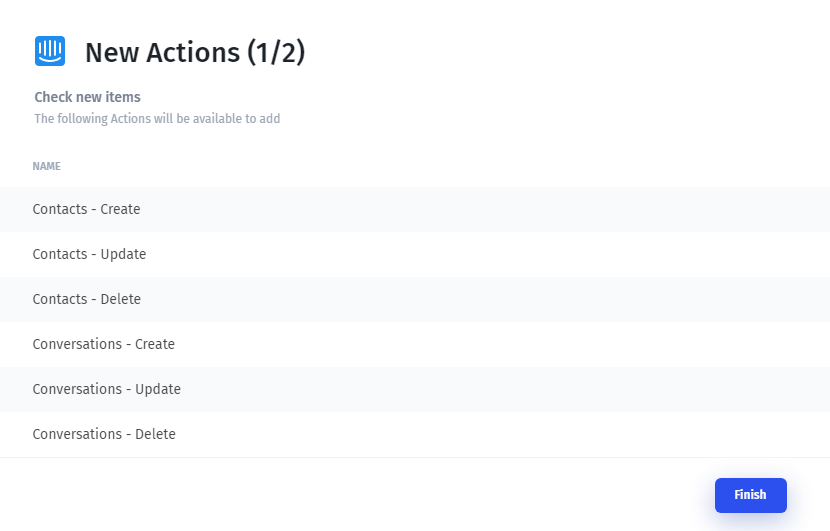 New Actions (1/2)
Check new items
The following Actions will be available to add
NAME
Contacts - Create
Contacts - Update
Contacts - Delete
Conversations - Create
Conversations - Update
Conversations - Delete
Finish